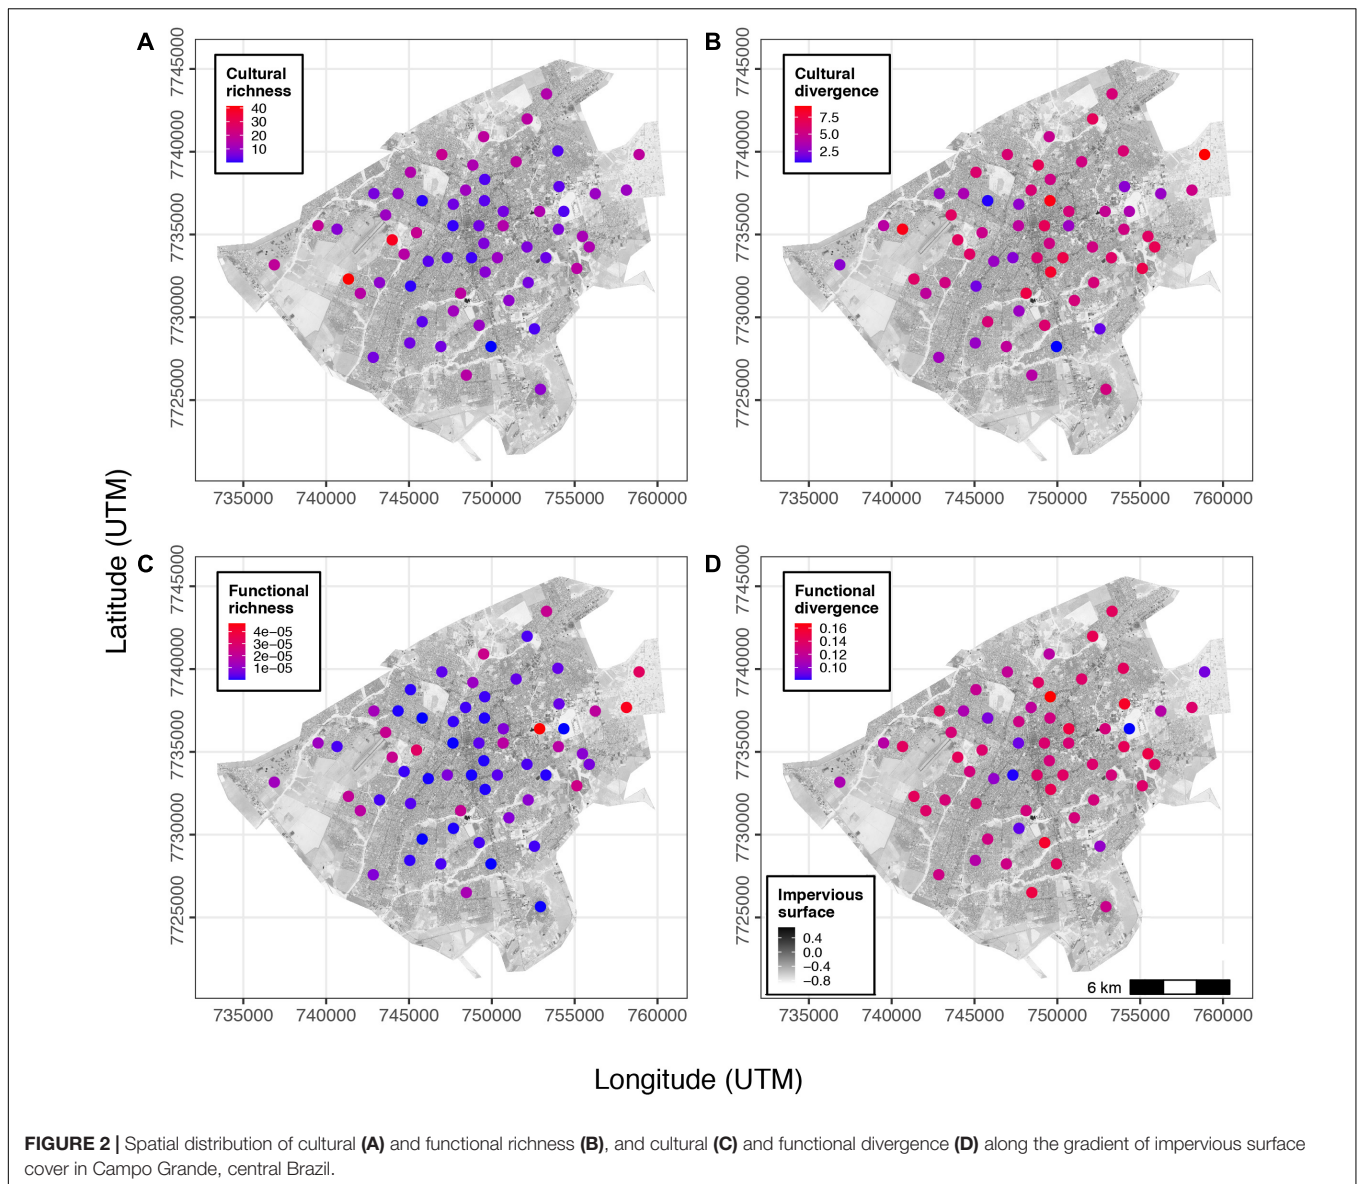 A
Cultural
richness
40
30
20
10
7745000
7740000
7735000
7730000
7725000
735000 740000 745000 750000 755000 760000
B
Cultural
divergence
7.5
5.0
2.5
7745000
7740000
7735000
7730000
7725000
735000 740000 745000 750000 755000 760000
Latitude (UTM)
C
Functional
richness
4e−05
3e−05
2e−05
1e−05
7745000
7740000
7735000
7730000
7725000
735000 740000 745000 750000 755000 760000
D
Functional
divergence
0.16
0.14
0.12
0.10
7745000
7740000
7735000
7730000
7725000
Impervious
surface
0.4
0.0
−0.4
−0.8
6 km
735000 740000 745000 750000 755000 760000
Longitude (UTM)
FIGURE 2 | Spatial distribution of cultural (A) and functional richness (B), and cultural (C) and functional divergence (D) along the gradient of impervious surface
cover in Campo Grande, central Brazil.